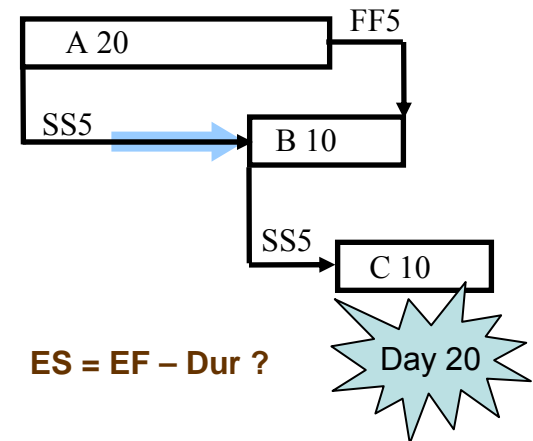 FF5
A 20
SS5
B 10
SS5
C 10
ES = EF – Dur ?
Day 20